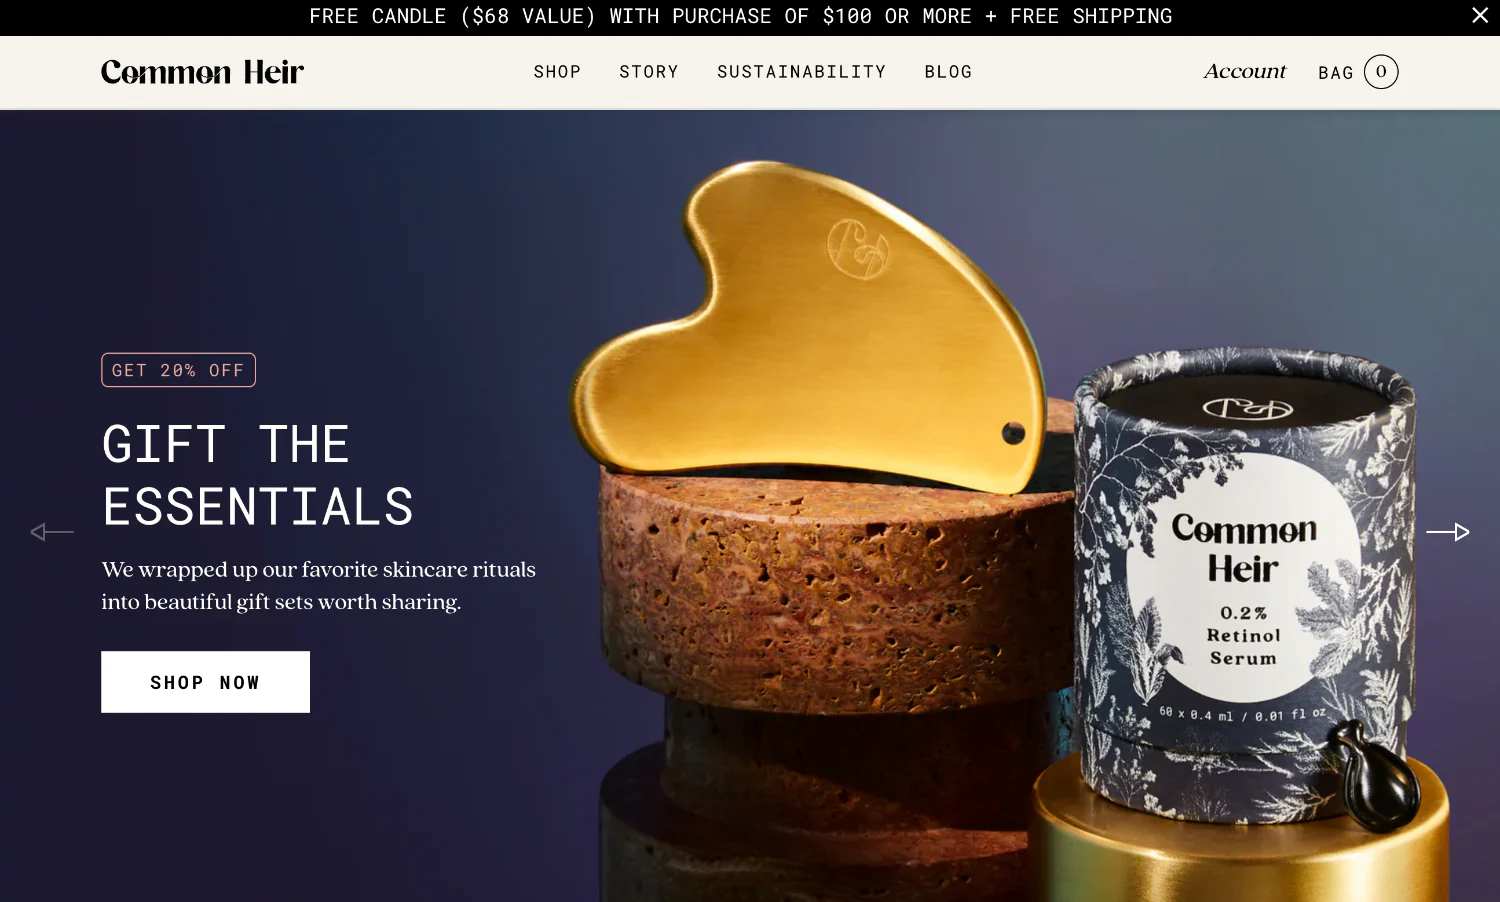 FREE CANDLE ($68 VALUE) WITH PURCHASE OF $100 OR MORE + FREE SHIPPING
Common Heir
SHOP
STORY
SUSTAINABILITY
BLOG
Account
BAG
0
GET 20% OFF
GIFT THE
ESSENTIALS
We wrapped up our favorite skincare rituals
into beautiful gift sets worth sharing.
SHOP NOW
Common
Heir
0.2%
Retinol
Serum
60 x 0.4 ml / 0.01 fl oz